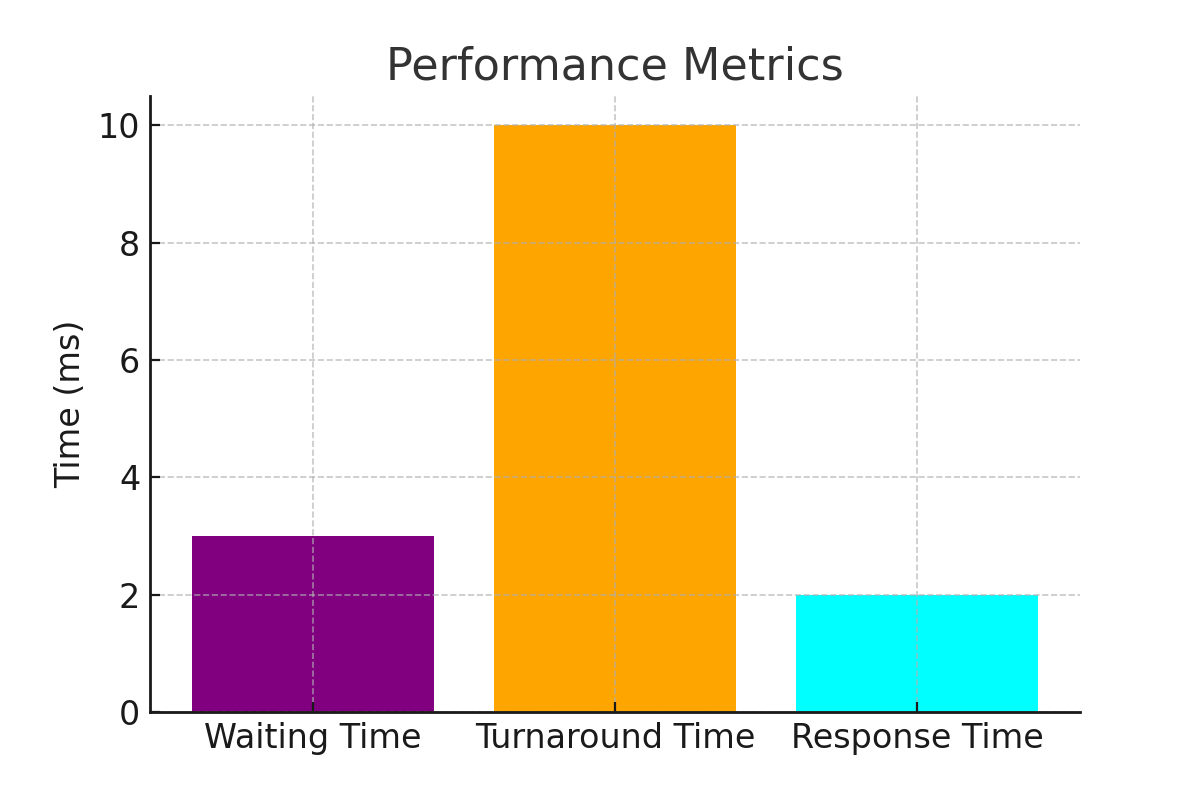 Performance Metrics
Time (ms)
10
8
6
4
2
0
Waiting Time
Turnaround Time
Response Time